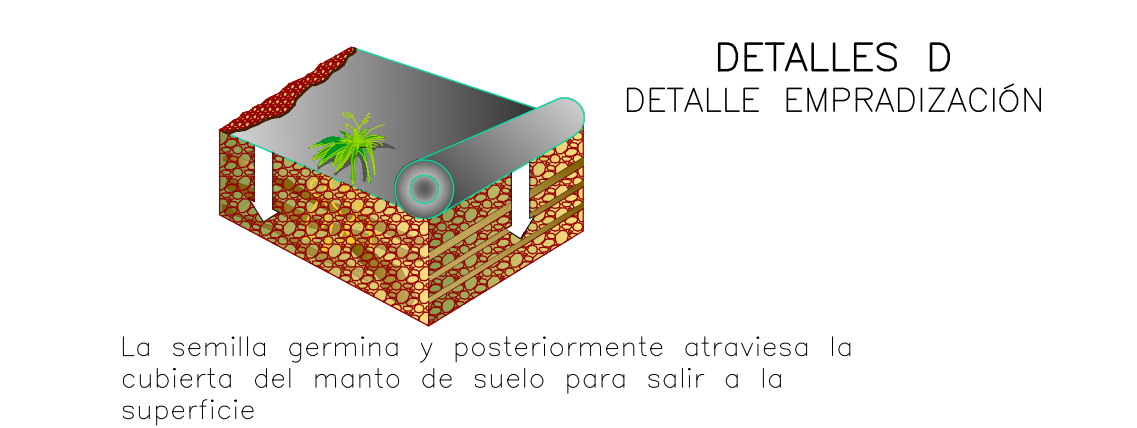 DETALLES D
DETALLE EMPRADIZACIÓN
La semilla germina y posteriormente atraviesa la
cubierta del manto de suelo para salir a la
superficie